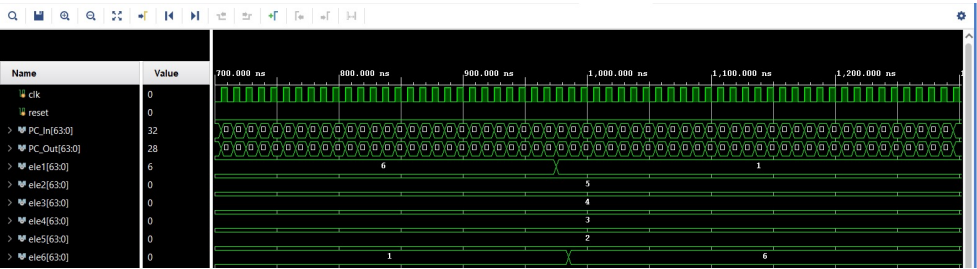 Name Value 700.000 ns 800.000 ns 900.000 ns 1,000.000 ns 1,100.000 ns 1,200.000 ns
clk 0
reset 0
PC_In[63:0] 32
PC_Out[63:0] 28
ele1[63:0] 6 6 1
ele2[63:0] 0 5
ele3[63:0] 0 4
ele4[63:0] 0 3
ele5[63:0] 0 2
ele6[63:0] 0 1 6